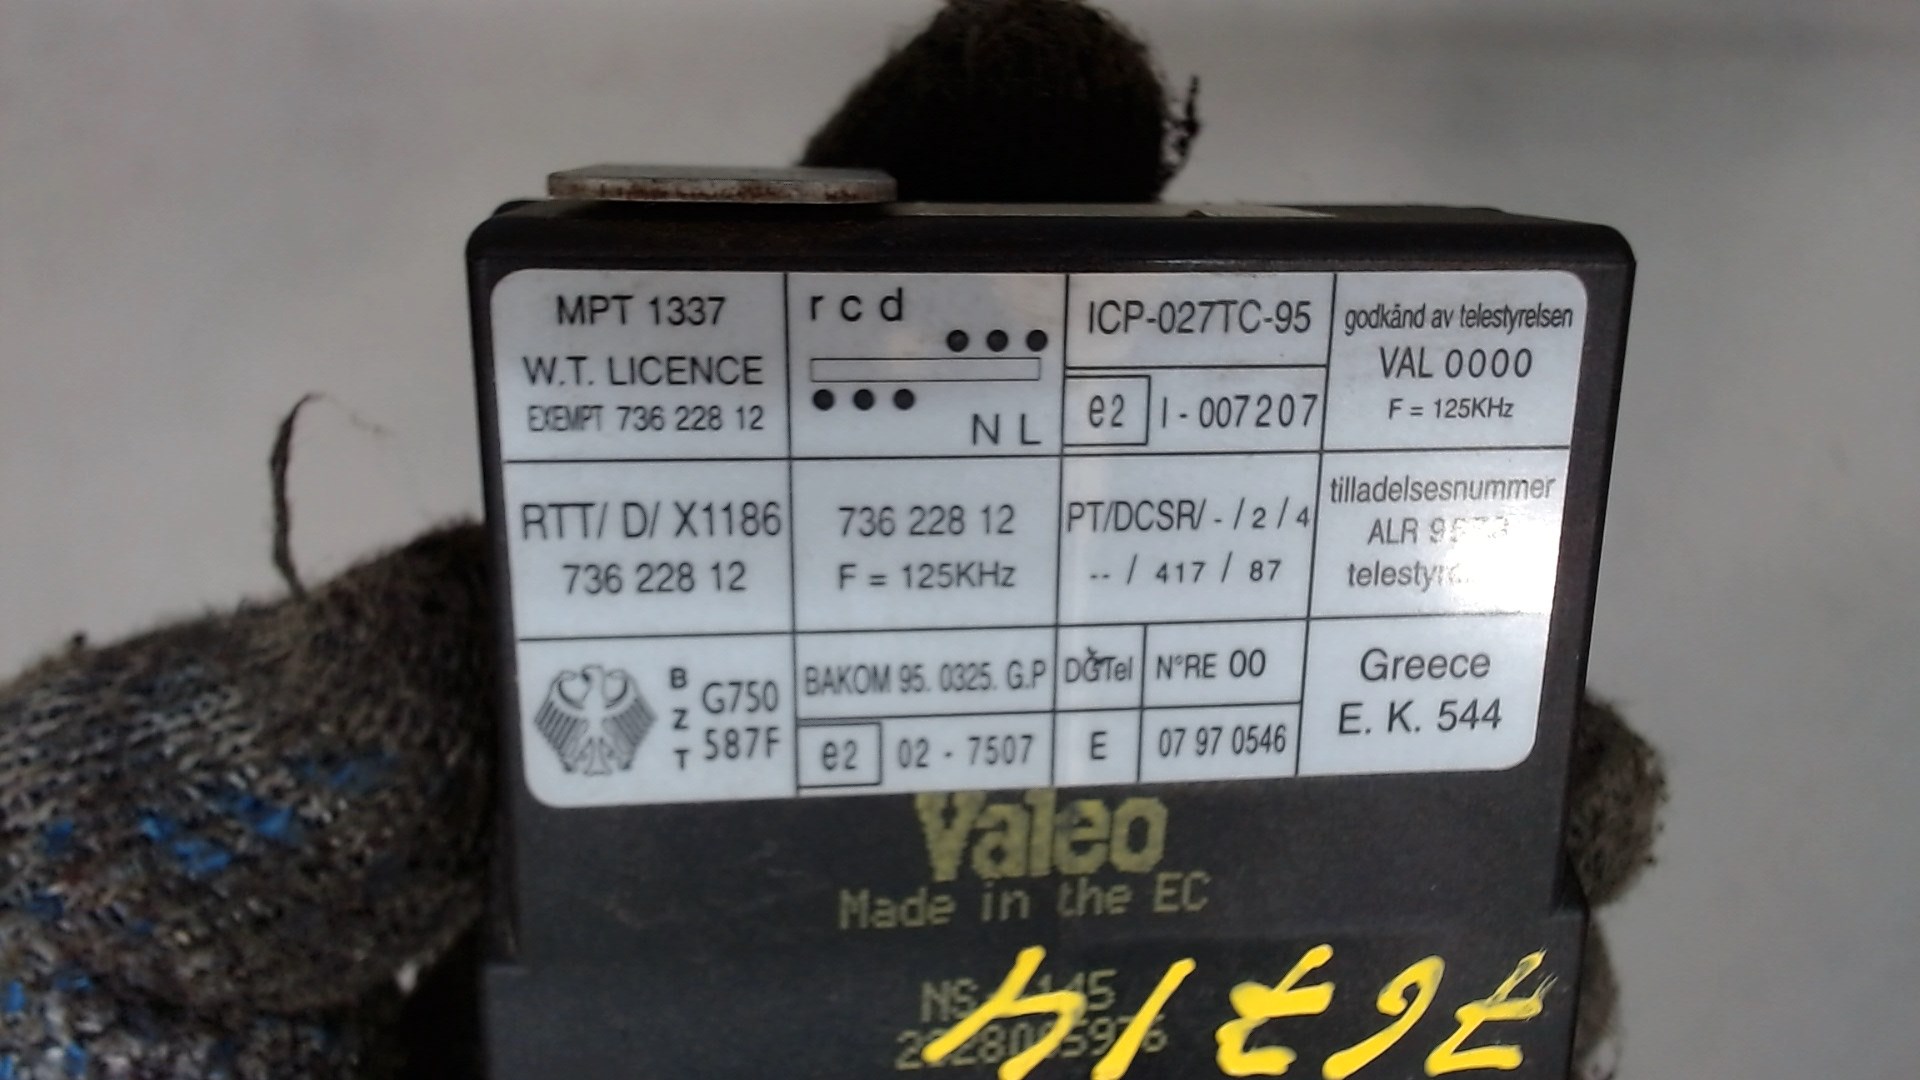 MPT 1337
W.T. LICENCE
EXEMPT 736 228 12
r c d
N L
ICP-027TC-95
e2 I - 007207
godkånd av telestyrelsen
VAL 0000
F = 125KHz
RTT/ D/ X1186
736 228 12
736 228 12
F = 125KHz
PT/DCSR/ - / 2 / 4
-- / 417 / 87
tilladelsesnummer
ALR
B Z T
G750
587F
BAKOM 95. 0325. G.P
e2 02 - 7507
DGTel N°RE 00
E 07 97 0546
Greece
E. K. 544
Valeo
Made in the EC